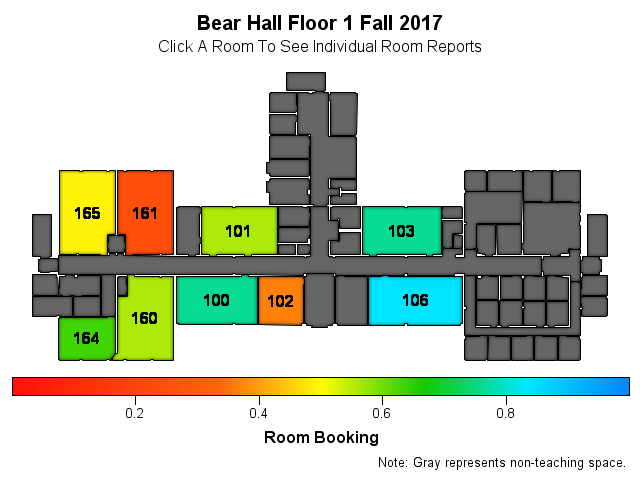 Bear Hall Floor 1 Fall 2017
Click A Room To See Individual Room Reports
165
161
101
103
100
102
106
160
164
0.2 0.4 0.6 0.8
Room Booking
Note: Gray represents non-teaching space.